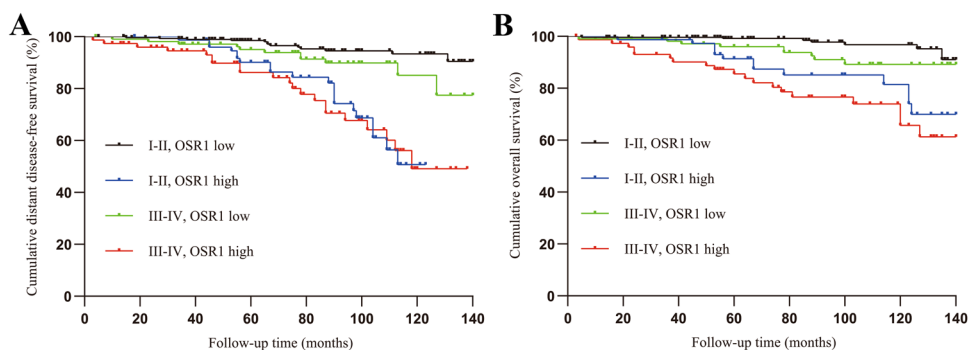 A
Cumulative distant disease-free survival (%)
100
80
60
40
20
0
I-II, OSR1 low
I-II, OSR1 high
III-IV, OSR1 low
III-IV, OSR1 high
0 20 40 60 80 100 120 140
Follow-up time (months)
B
Cumulative overall survival (%)
100
80
60
40
20
0
I-II, OSR1 low
I-II, OSR1 high
III-IV, OSR1 low
III-IV, OSR1 high
0 20 40 60 80 100 120 140
Follow-up time (months)